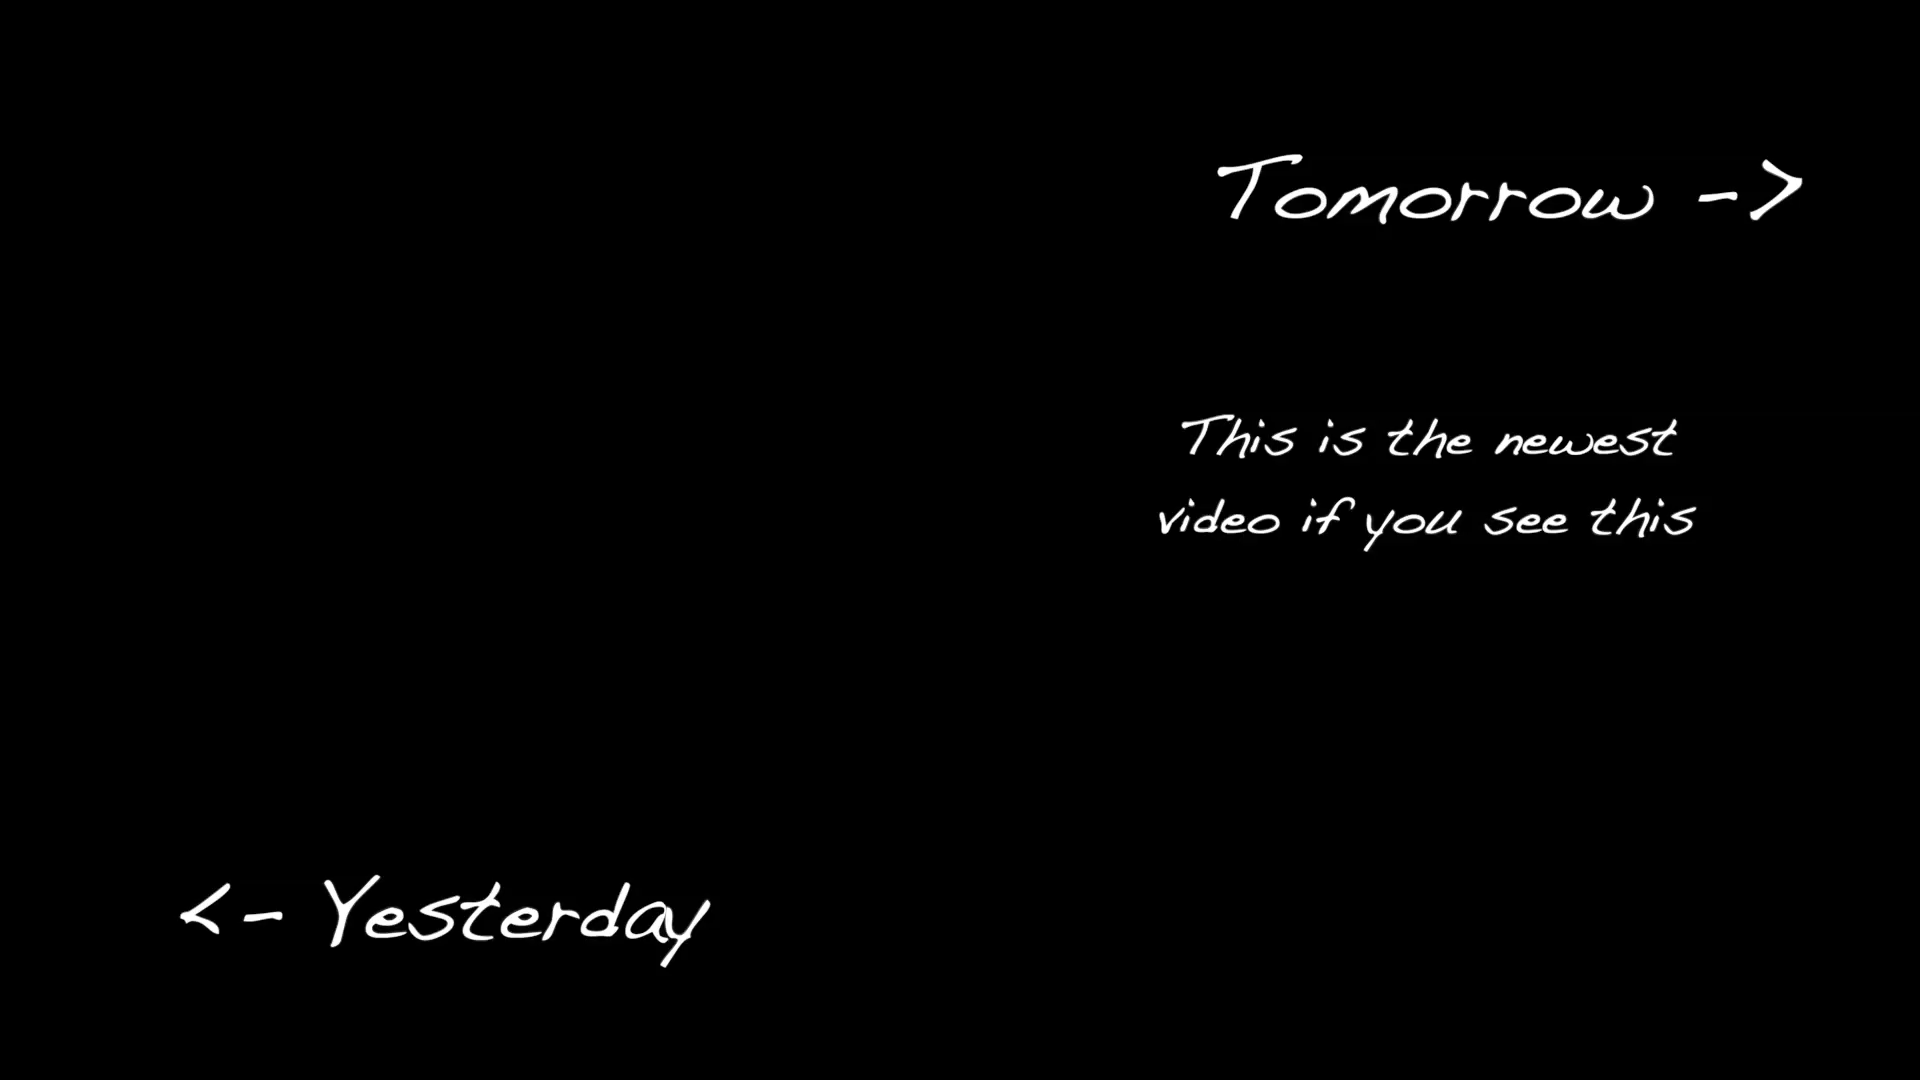 Tomorrow ->
This is the newest
video if you see this
<- Yesterday